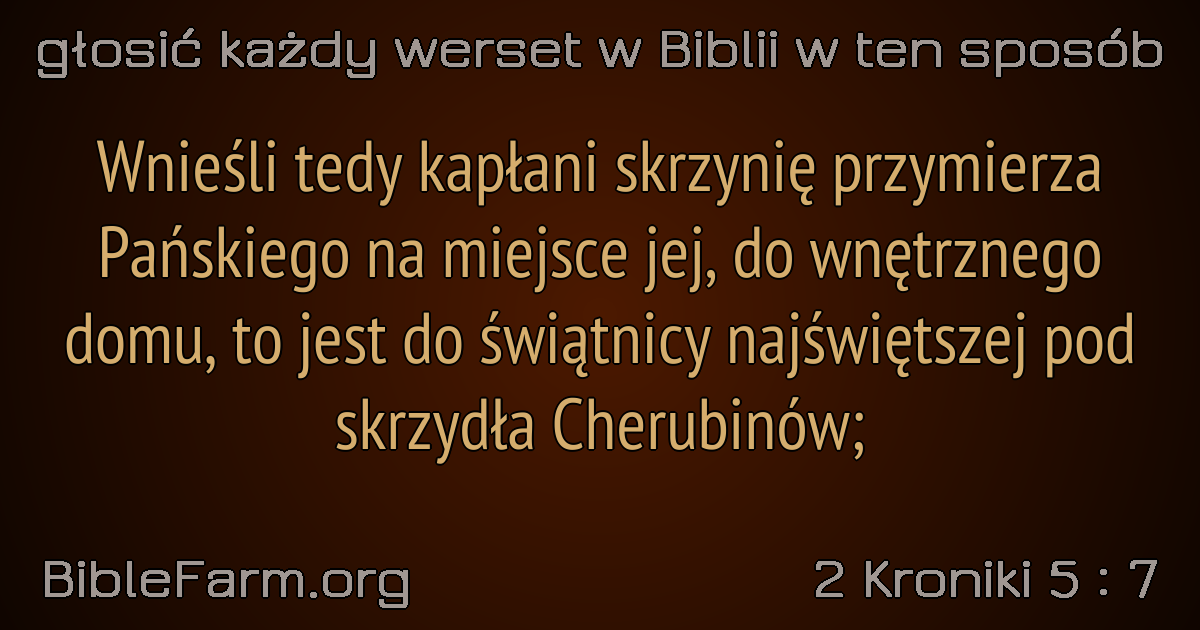 głosić każdy werset w Biblii w ten sposób
Wnieśli tedy kapłani skrzynię przymierza
Pańskiego na miejsce jej, do wnętrznego
domu, to jest do świątnicy najświętszej pod
skrzydła Cherubinów;
BibleFarm.org
2 Kroniki 5 : 7